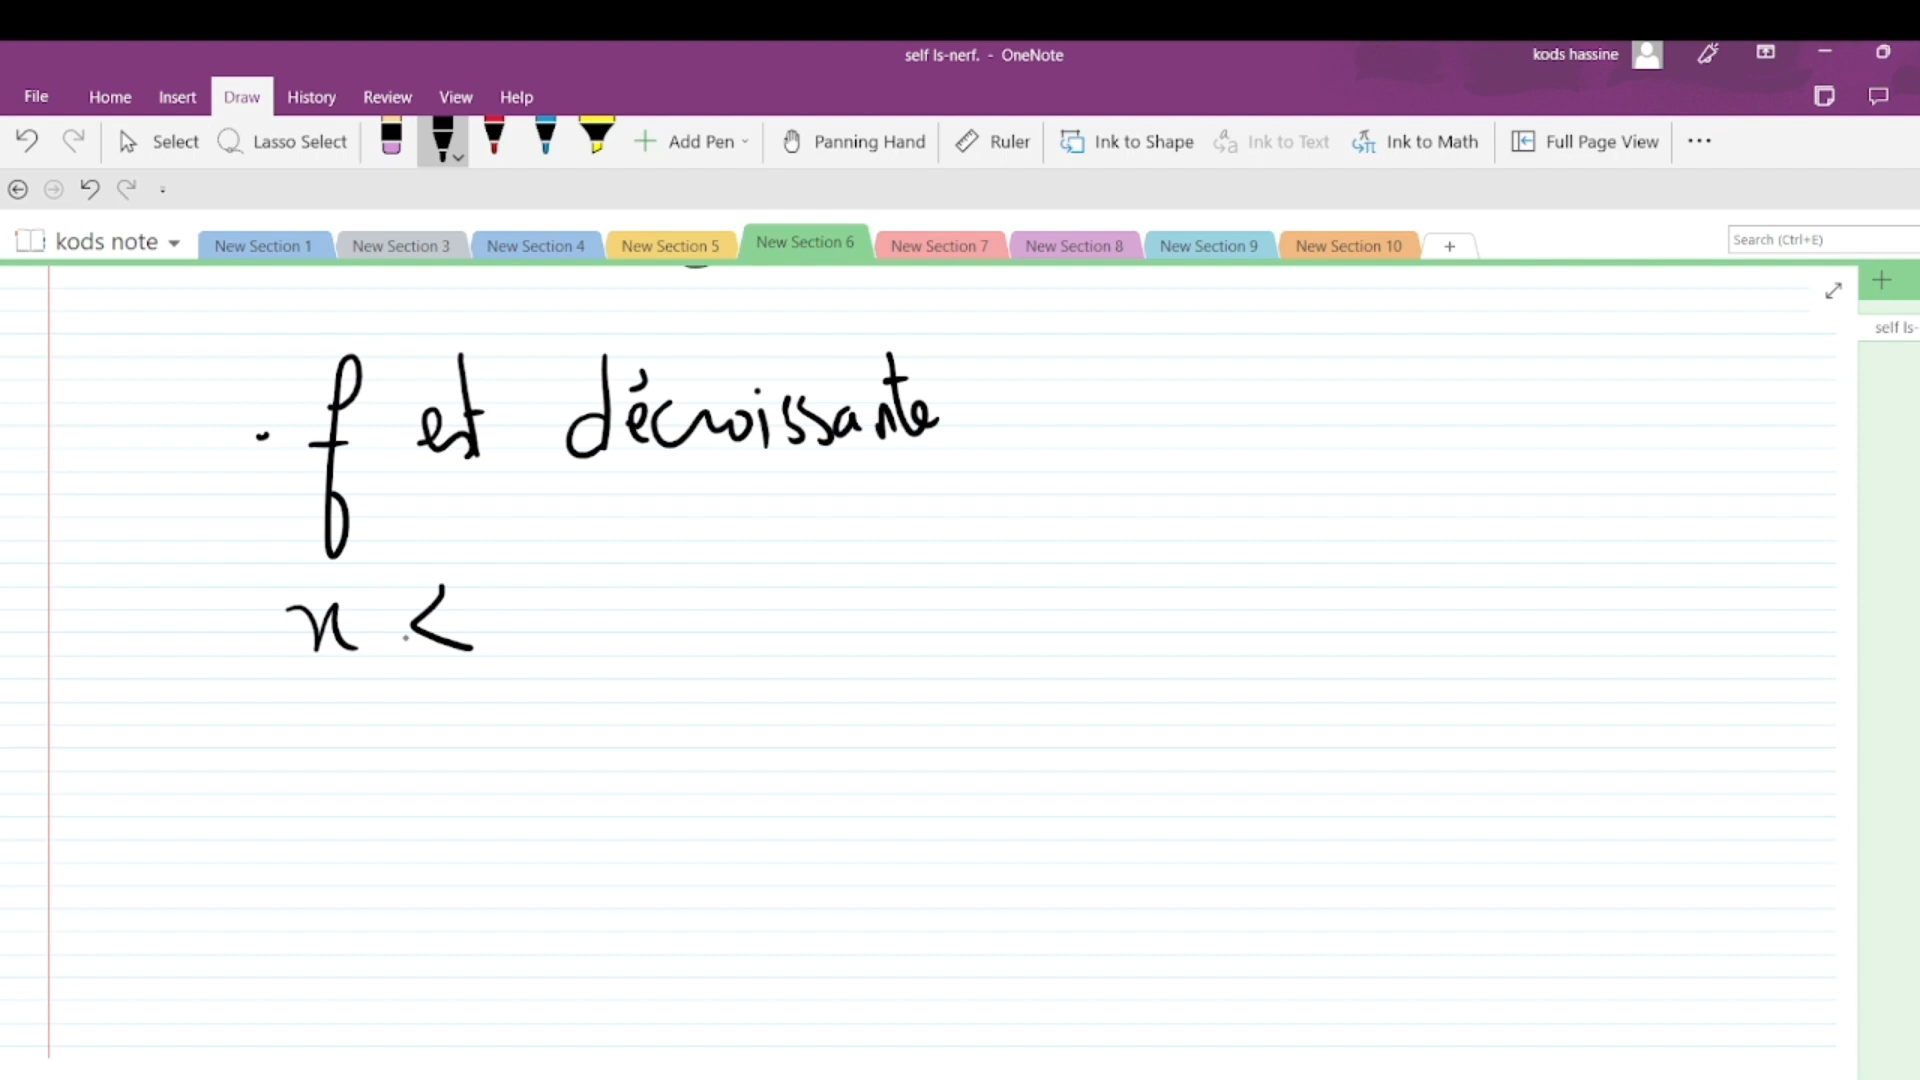 self ls-nerf. - OneNote
kods hassine
File Home Insert Draw History Review View Help
Select Lasso Select Add Pen Panning Hand Ruler Ink to Shape Ink to Text Ink to Math Full Page View
kods note New Section 1 New Section 3 New Section 4 New Section 5 New Section 6 New Section 7 New Section 8 New Section 9 New Section 10 + Search (Ctrl+E)
self ls-
. f est décroissante
x <